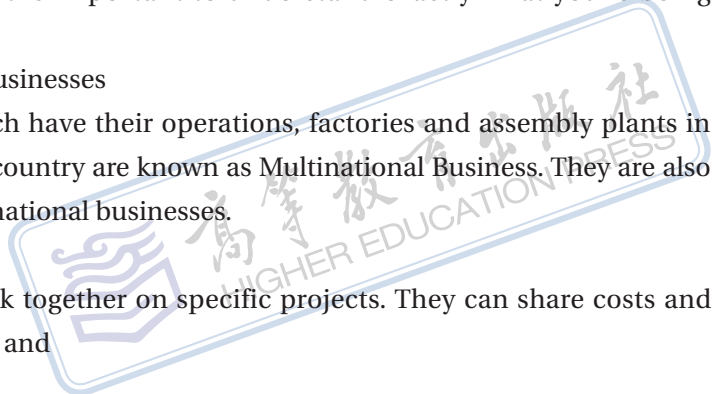 usinesses
ch have their operations, factories and assembly plants in
country are known as Multinational Business. They are also
national businesses.
高等教育出版社
HIGHER EDUCATION PRESS
k together on specific projects. They can share costs and
and